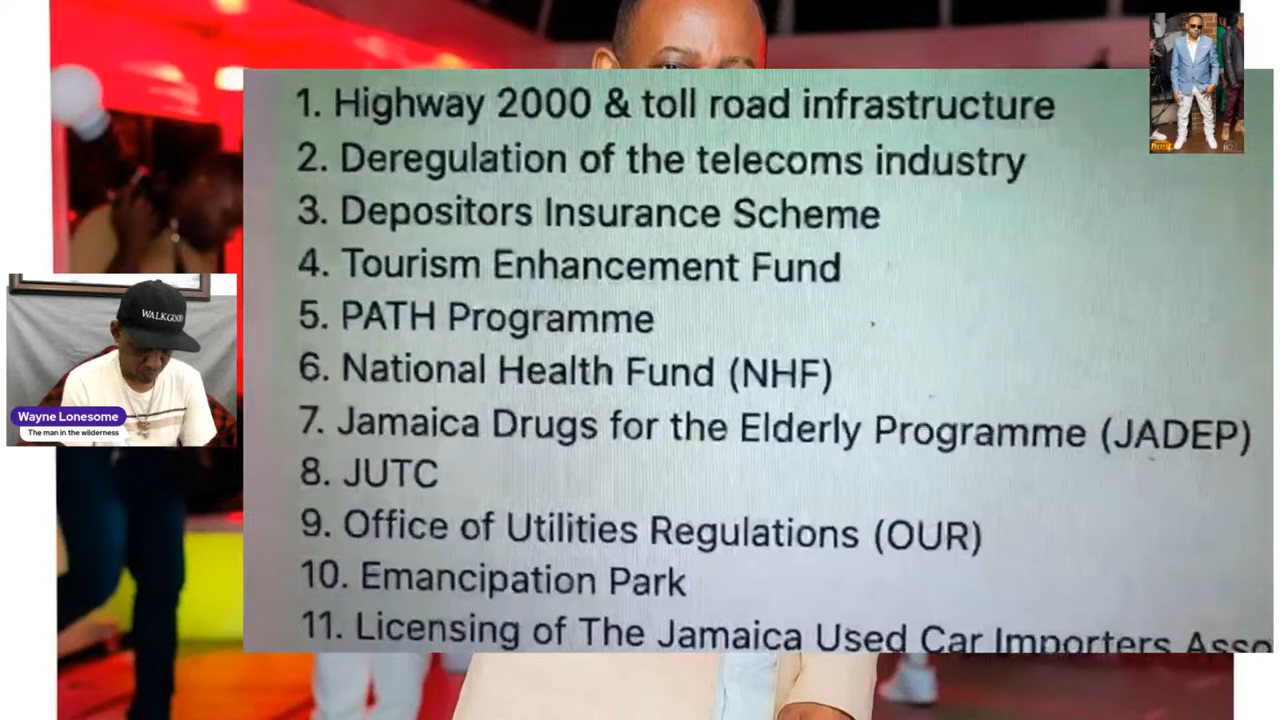 1. Highway 2000 & toll road infrastructure
2. Deregulation of the telecoms industry
3. Depositors Insurance Scheme
4. Tourism Enhancement Fund
5. PATH Programme
6. National Health Fund (NHF)
7. Jamaica Drugs for the Elderly Programme (JADEP)
8. JUTC
9. Office of Utilities Regulations (OUR)
10. Emancipation Park
11. Licensing of The Jamaica Used Car Importers Asso
WALKGOOD
Wayne Lonesome
The man in the wilderness